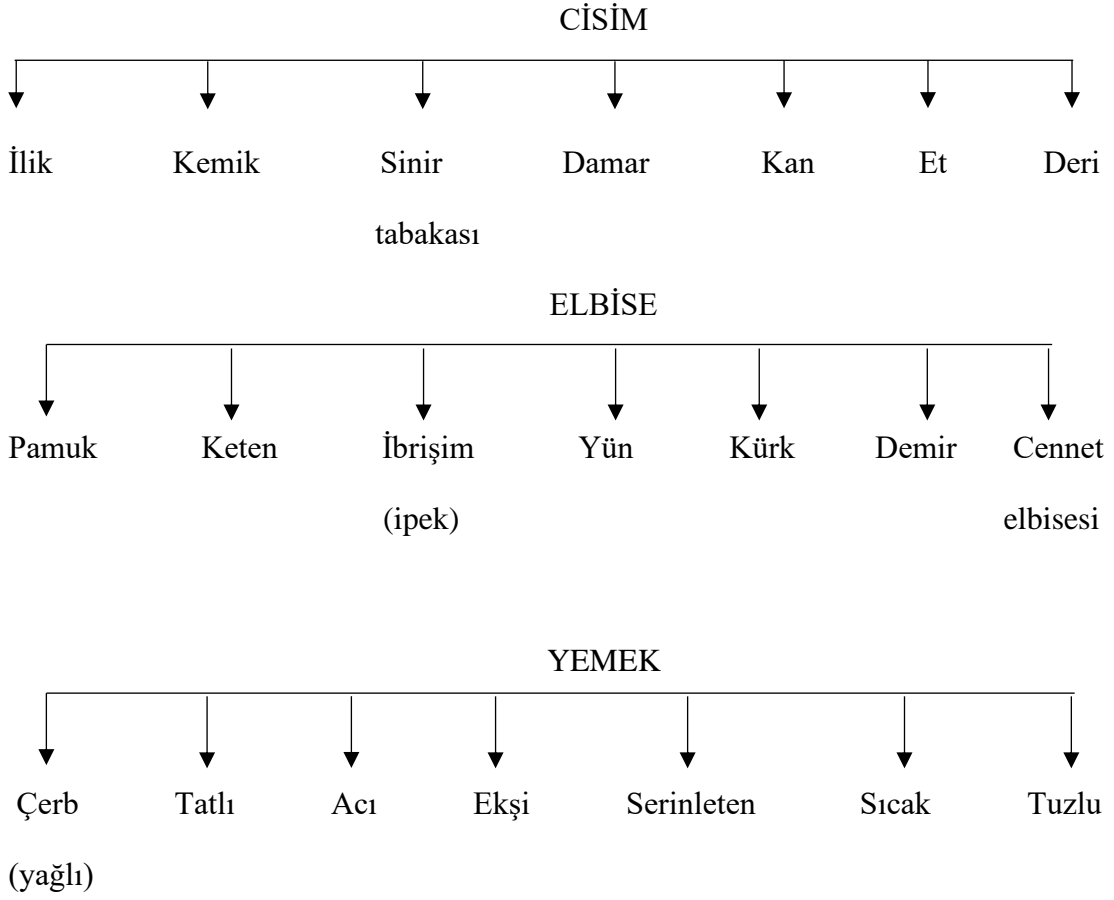 CİSİM
İlik Kemik Sinir Damar Kan Et Deri
tabakası
ELBİSE
Pamuk Keten İbrişim Yün Kürk Demir Cennet
(ipek) elbisesi
YEMEK
Çerb Tatlı Acı Ekşi Serinleten Sıcak Tuzlu
(yağlı)